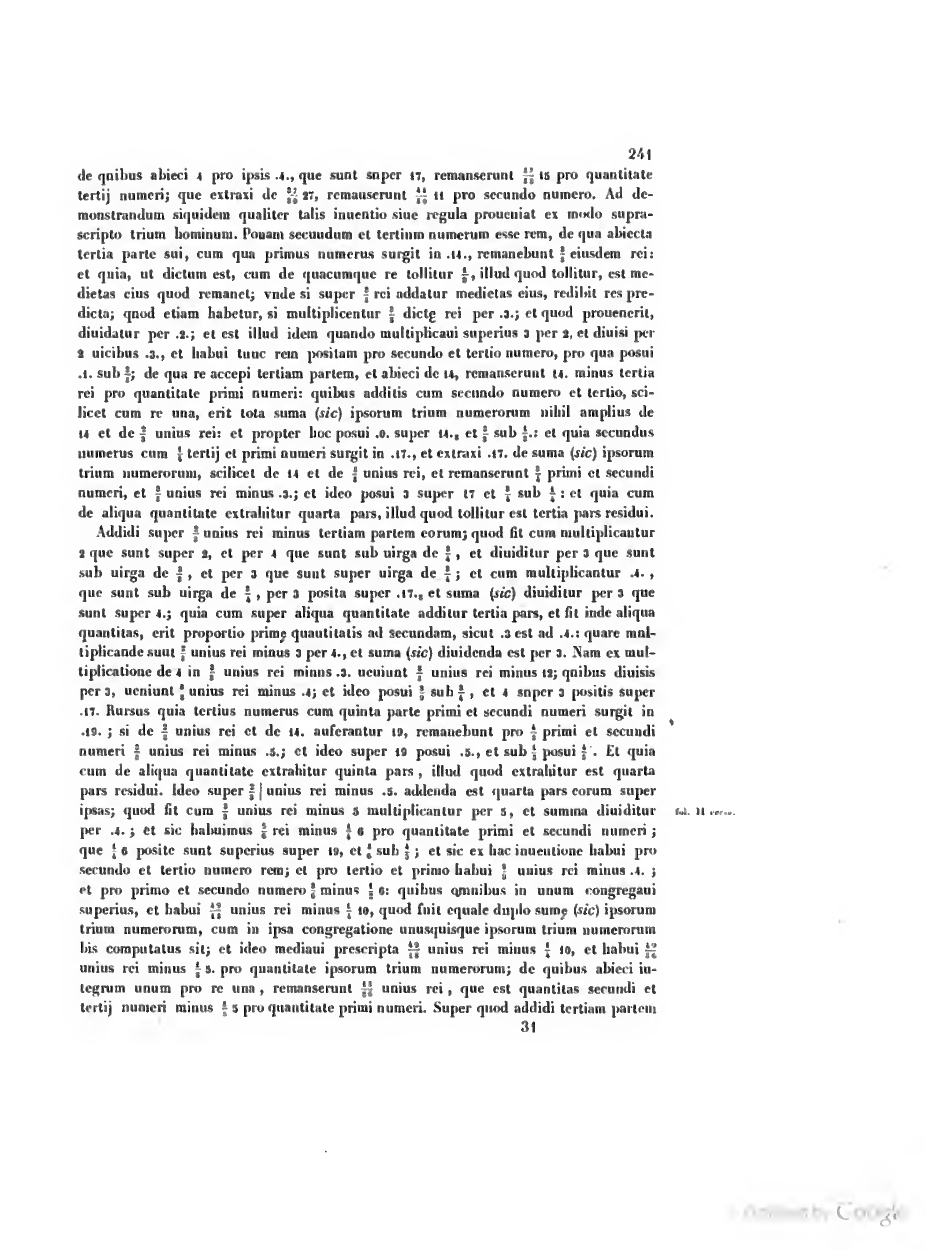 241
de quibus abieci 4 pro ipsis .4., que sunt super 17, remanserunt 33/50 15 pro quantitate
tertij numeri; que extraxi de 27/50 27, remanserunt 44/50 11 pro secundo numero. Ad de-
monstrandum siquidem qualiter talis inuentio siue regula proueniat ex modo supra-
scripto trium hominum. Ponam secundum et tertium numerum esse rem, de qua abiecta
tertia parte sui, cum qua primus numerus surgit in .14., remanebunt 2/3 eiusdem rei:
et quia, ut dictum est, cum de quacumque re tollitur 1/3, illud quod tollitur, est me-
dietas eius quod remanet; vnde si super 2/3 rei addatur medietas eius, redibit res pre-
dicta; quod etiam habetur, si multiplicentur 2/3 dictę rei per .3.; et quod prouenerit,
diuidatur per .2.; et est illud idem quando multiplicaui superius 3 per 2, et diuisi per
2 uicibus .3., et habui tunc rem positam pro secundo et tertio numero, pro qua posui
.1. sub 2/3; de qua re accepi tertiam partem, et abieci de 14, remanserunt 14. minus tertia
rei pro quantitate primi numeri: quibus additis cum secundo numero et tertio, sci-
licet cum re una, erit tota suma (sic) ipsorum trium numerorum nihil amplius de
14 et de 2/3 unius rei: et propter hoc posui .0. super 14., et 2/3 sub 1/3.: et quia secundus
numerus cum 1/4 tertij et primi numeri surgit in .17., et extraxi .17. de suma (sic) ipsorum
trium numerorum, scilicet de 14 et de 2/3 unius rei, et remanserunt 3/4 primi et secundi
numeri, et 2/3 unius rei minus .3.; et ideo posui 3 super 17 et 3/4 sub 1/4 : et quia cum
de aliqua quantitate extrahitur quarta pars, illud quod tollitur est tertia pars residui.
Addidi super 2/3 unius rei minus tertiam partem eorum; quod fit cum multiplicantur
2 que sunt super 2, et per 4 que sunt sub uirga de 3/4 , et diuiditur per 3 que sunt
sub uirga de 2/3 , et per 3 que sunt super uirga de 3/4 ; et cum multiplicantur .4. ,
que sunt sub uirga de 3/4 , per 3 posita super .17., et suma (sic) diuiditur per 3 que
sunt super 4.; quia cum super aliqua quantitate additur tertia pars, et fit inde aliqua
quantitas, erit proportio primę quantitatis ad secundam, sicut .3 est ad .4.: quare mul-
tiplicande sunt 2/3 unius rei minus 3 per 4., et suma (sic) diuidenda est per 3. Nam ex mul-
tiplicatione de 4 in 2/3 unius rei minus .3. ueniunt 8/3 unius rei minus 12; quibus diuisis
per 3, ueniunt 8/9 unius rei minus .4; et ideo posui 8/9 sub 3/4 , et 4 super 3 positis super
.17. Rursus quia tertius numerus cum quinta parte primi et secundi numeri surgit in
.19. ; si de 2/3 unius rei et de 14. auferantur 19, remanebunt pro 4/5 primi et secundi
numeri 2/3 unius rei minus .5.; et ideo super 19 posui .5., et sub 1/5 posui 4/5. Et quia
cum de aliqua quantitate extrahitur quinta pars , illud quod extrahitur est quarta
pars residui. Ideo super 2/3 | unius rei minus .5. addenda est quarta pars eorum super
ipsas; quod fit cum 2/3 unius rei minus 5 multiplicantur per 5, et summa diuiditur
fol. 11 verso.
per .4. ; et sic habuimus 5/6 rei minus 1/4 6 pro quantitate primi et secundi numeri ;
que 1/4 6 posite sunt superius super 19, et 5/6 sub 4/5 ; et sic ex hac inuentione habui pro
secundo et tertio numero rem; et pro tertio et primo habui 8/9 unius rei minus .4. ;
et pro primo et secundo numero 5/6 minus 1/4 6: quibus omnibus in unum congregaui
superius, et habui 49/18 unius rei minus 1/4 10, quod fuit equale duplo sumę (sic) ipsorum
trium numerorum, cum in ipsa congregatione unusquisque ipsorum trium numerorum
bis computatus sit; et ideo mediaui prescripta 49/18 unius rei minus 1/4 10, et habui 49/36
unius rei minus 1/8 5. pro quantitate ipsorum trium numerorum; de quibus abieci in-
tegrum unum pro re una , remanserunt 13/36 unius rei , que est quantitas secundi et
tertij numeri minus 1/8 5 pro quantitate primi numeri. Super quod addidi tertiam partem
31
Digitized by Google